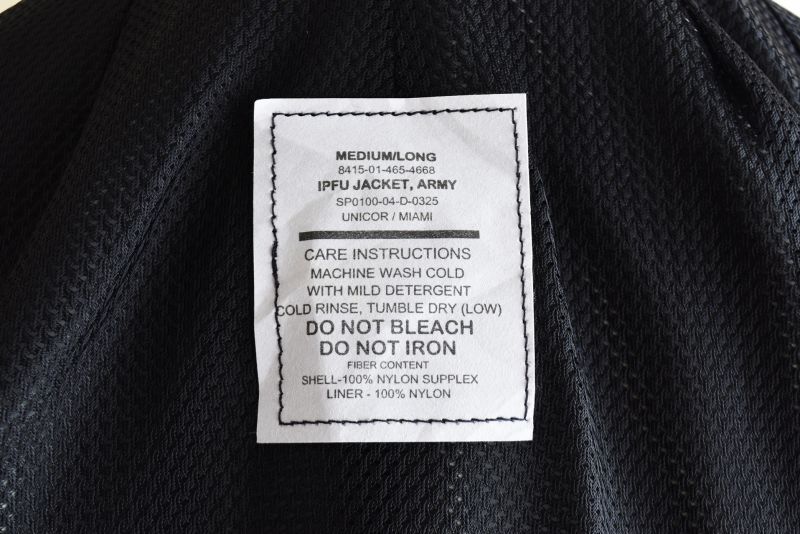 MEDIUM/LONG
8415-01-465-4668
IPFU JACKET, ARMY
SP0100-04-D-0325
UNICOR / MIAMI
CARE INSTRUCTIONS
MACHINE WASH COLD
WITH MILD DETERGENT
COLD RINSE, TUMBLE DRY (LOW)
DO NOT BLEACH
DO NOT IRON
FIBER CONTENT
SHELL-100% NYLON SUPPLEX
LINER - 100% NYLON